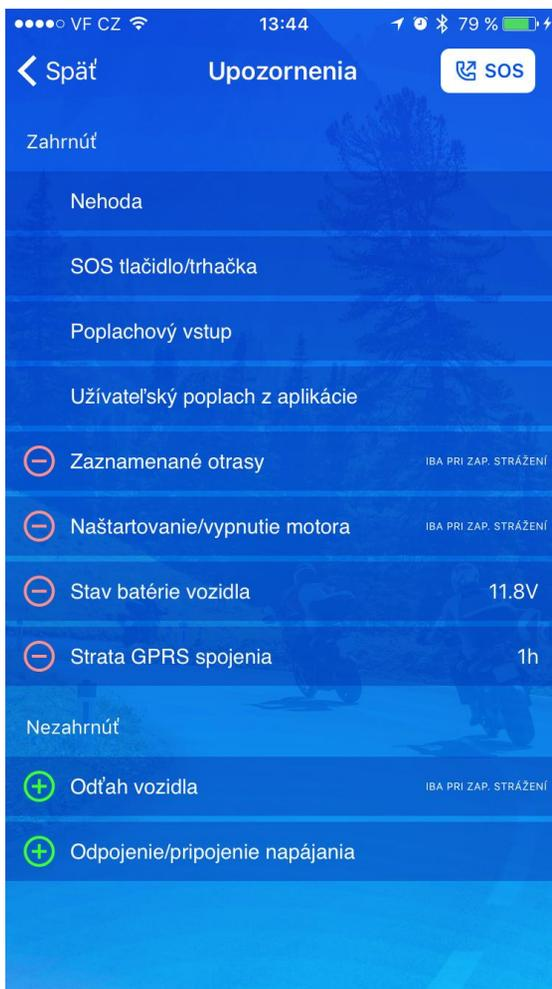 VF CZ 13:44 79 %
Späť Upozornenia SOS
Zahrnúť
Nehoda
SOS tlačidlo/trhačka
Poplachový vstup
Užívateľský poplach z aplikácie
Zaznamenané otrasy IBA PRI ZAP. STRÁŽENÍ
Naštartovanie/vypnutie motora IBA PRI ZAP. STRÁŽENÍ
Stav batérie vozidla 11.8V
Strata GPRS spojenia 1h
Nezahrnúť
Odťah vozidla IBA PRI ZAP. STRÁŽENÍ
Odpojenie/pripojenie napájania